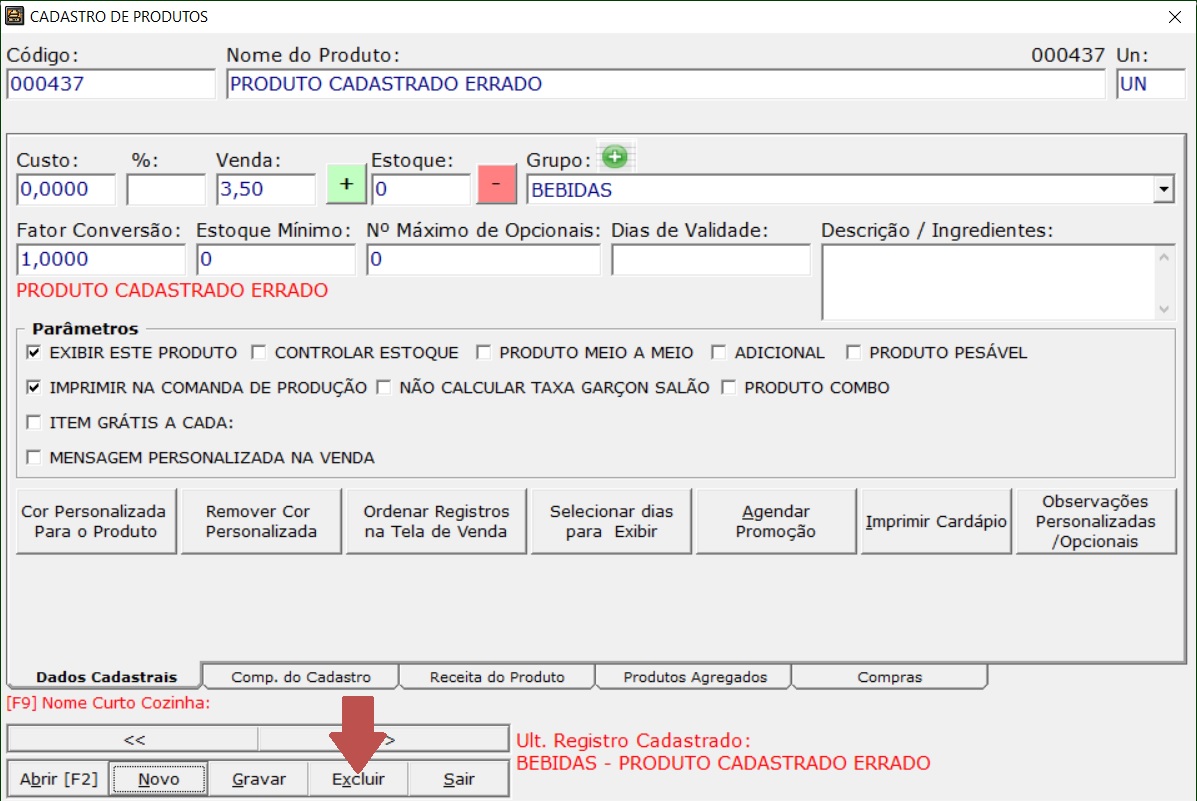 CADASTRO DE PRODUTOS
Código: Nome do Produto: 000437 Un:
000437 PRODUTO CADASTRADO ERRADO UN
Custo: %: Venda: Estoque: Grupo:
0,0000 3,50 + 0 - BEBIDAS
Fator Conversão: Estoque Mínimo: Nº Máximo de Opcionais: Dias de Validade: Descrição / Ingredientes:
1,0000 0 0
PRODUTO CADASTRADO ERRADO
Parâmetros
EXIBIR ESTE PRODUTO CONTROLAR ESTOQUE PRODUTO MEIO A MEIO ADICIONAL PRODUTO PESÁVEL
IMPRIMIR NA COMANDA DE PRODUÇÃO NÃO CALCULAR TAXA GARÇON SALÃO PRODUTO COMBO
ITEM GRÁTIS A CADA:
MENSAGEM PERSONALIZADA NA VENDA
Cor Personalizada
Para o Produto
Remover Cor
Personalizada
Ordenar Registros
na Tela de Venda
Selecionar dias
para Exibir
Agendar
Promoção
Imprimir Cardápio
Observações
Personalizadas
/Opcionais
Dados Cadastrais Comp. do Cadastro Receita do Produto Produtos Agregados Compras
[F9] Nome Curto Cozinha:
<< >
Ult. Registro Cadastrado:
BEBIDAS - PRODUTO CADASTRADO ERRADO
Abrir [F2] Novo Gravar Excluir Sair